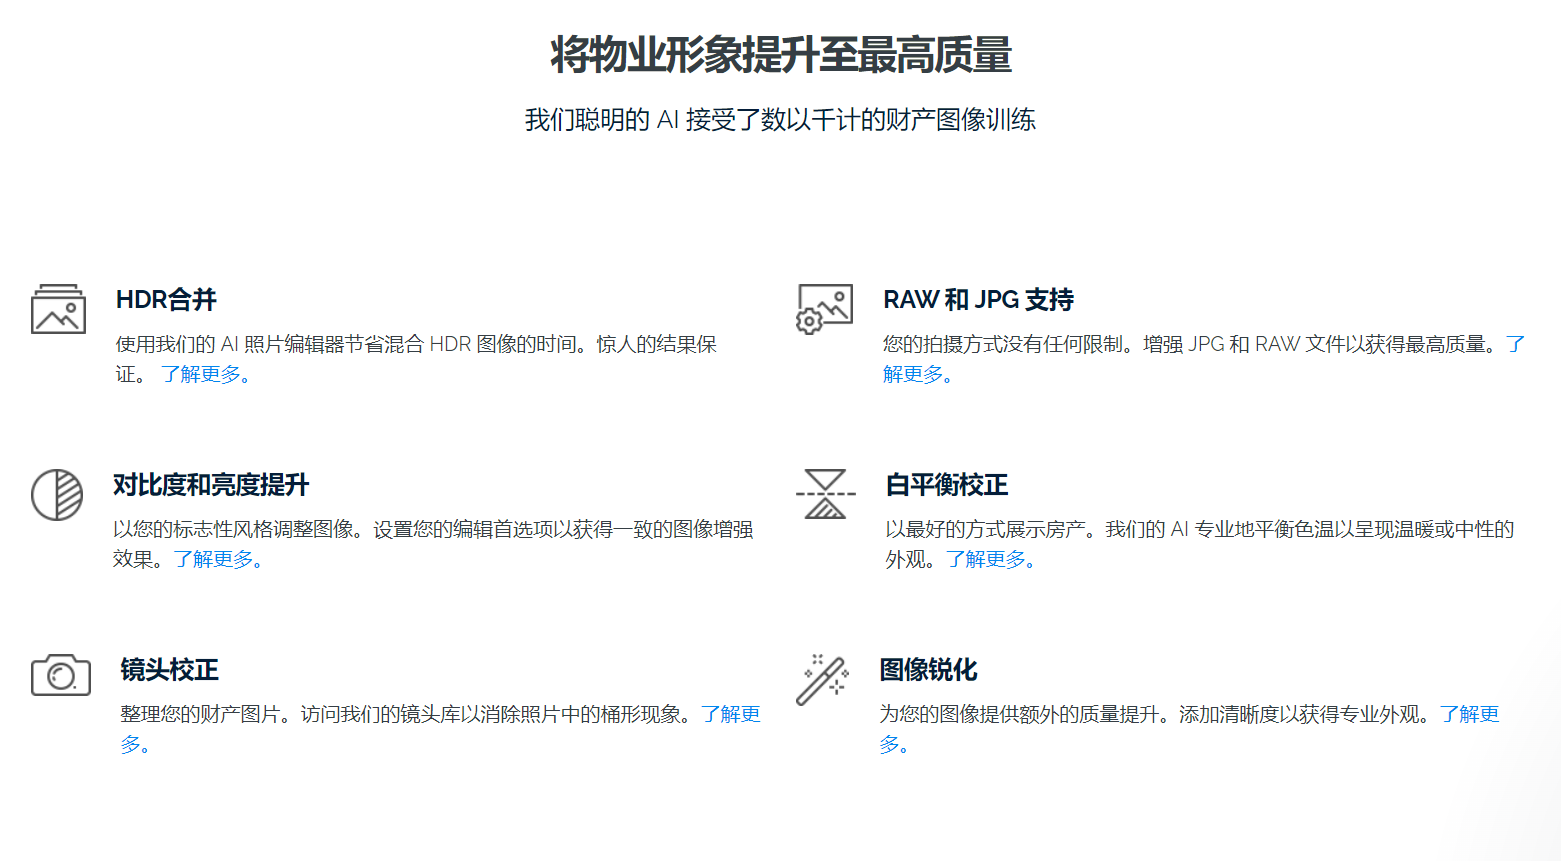 将物业形象提升至最高质量
我们聪明的 AI 接受了数以千计的财产图像训练
HDR合并
使用我们的 AI 照片编辑器节省混合 HDR 图像的时间。惊人的结果保
证。 了解更多。
RAW 和 JPG 支持
您的拍摄方式没有任何限制。增强 JPG 和 RAW 文件以获得最高质量。了
解更多。
对比度和亮度提升
以您的标志性风格调整图像。设置您的编辑首选项以获得一致的图像增强
效果。了解更多。
白平衡校正
以最好的方式展示房产。我们的 AI 专业地平衡色温以呈现温暖或中性的
外观。了解更多。
镜头校正
整理您的财产图片。访问我们的镜头库以消除照片中的桶形现象。了解更
多。
图像锐化
为您的图像提供额外的质量提升。添加清晰度以获得专业外观。了解更
多。